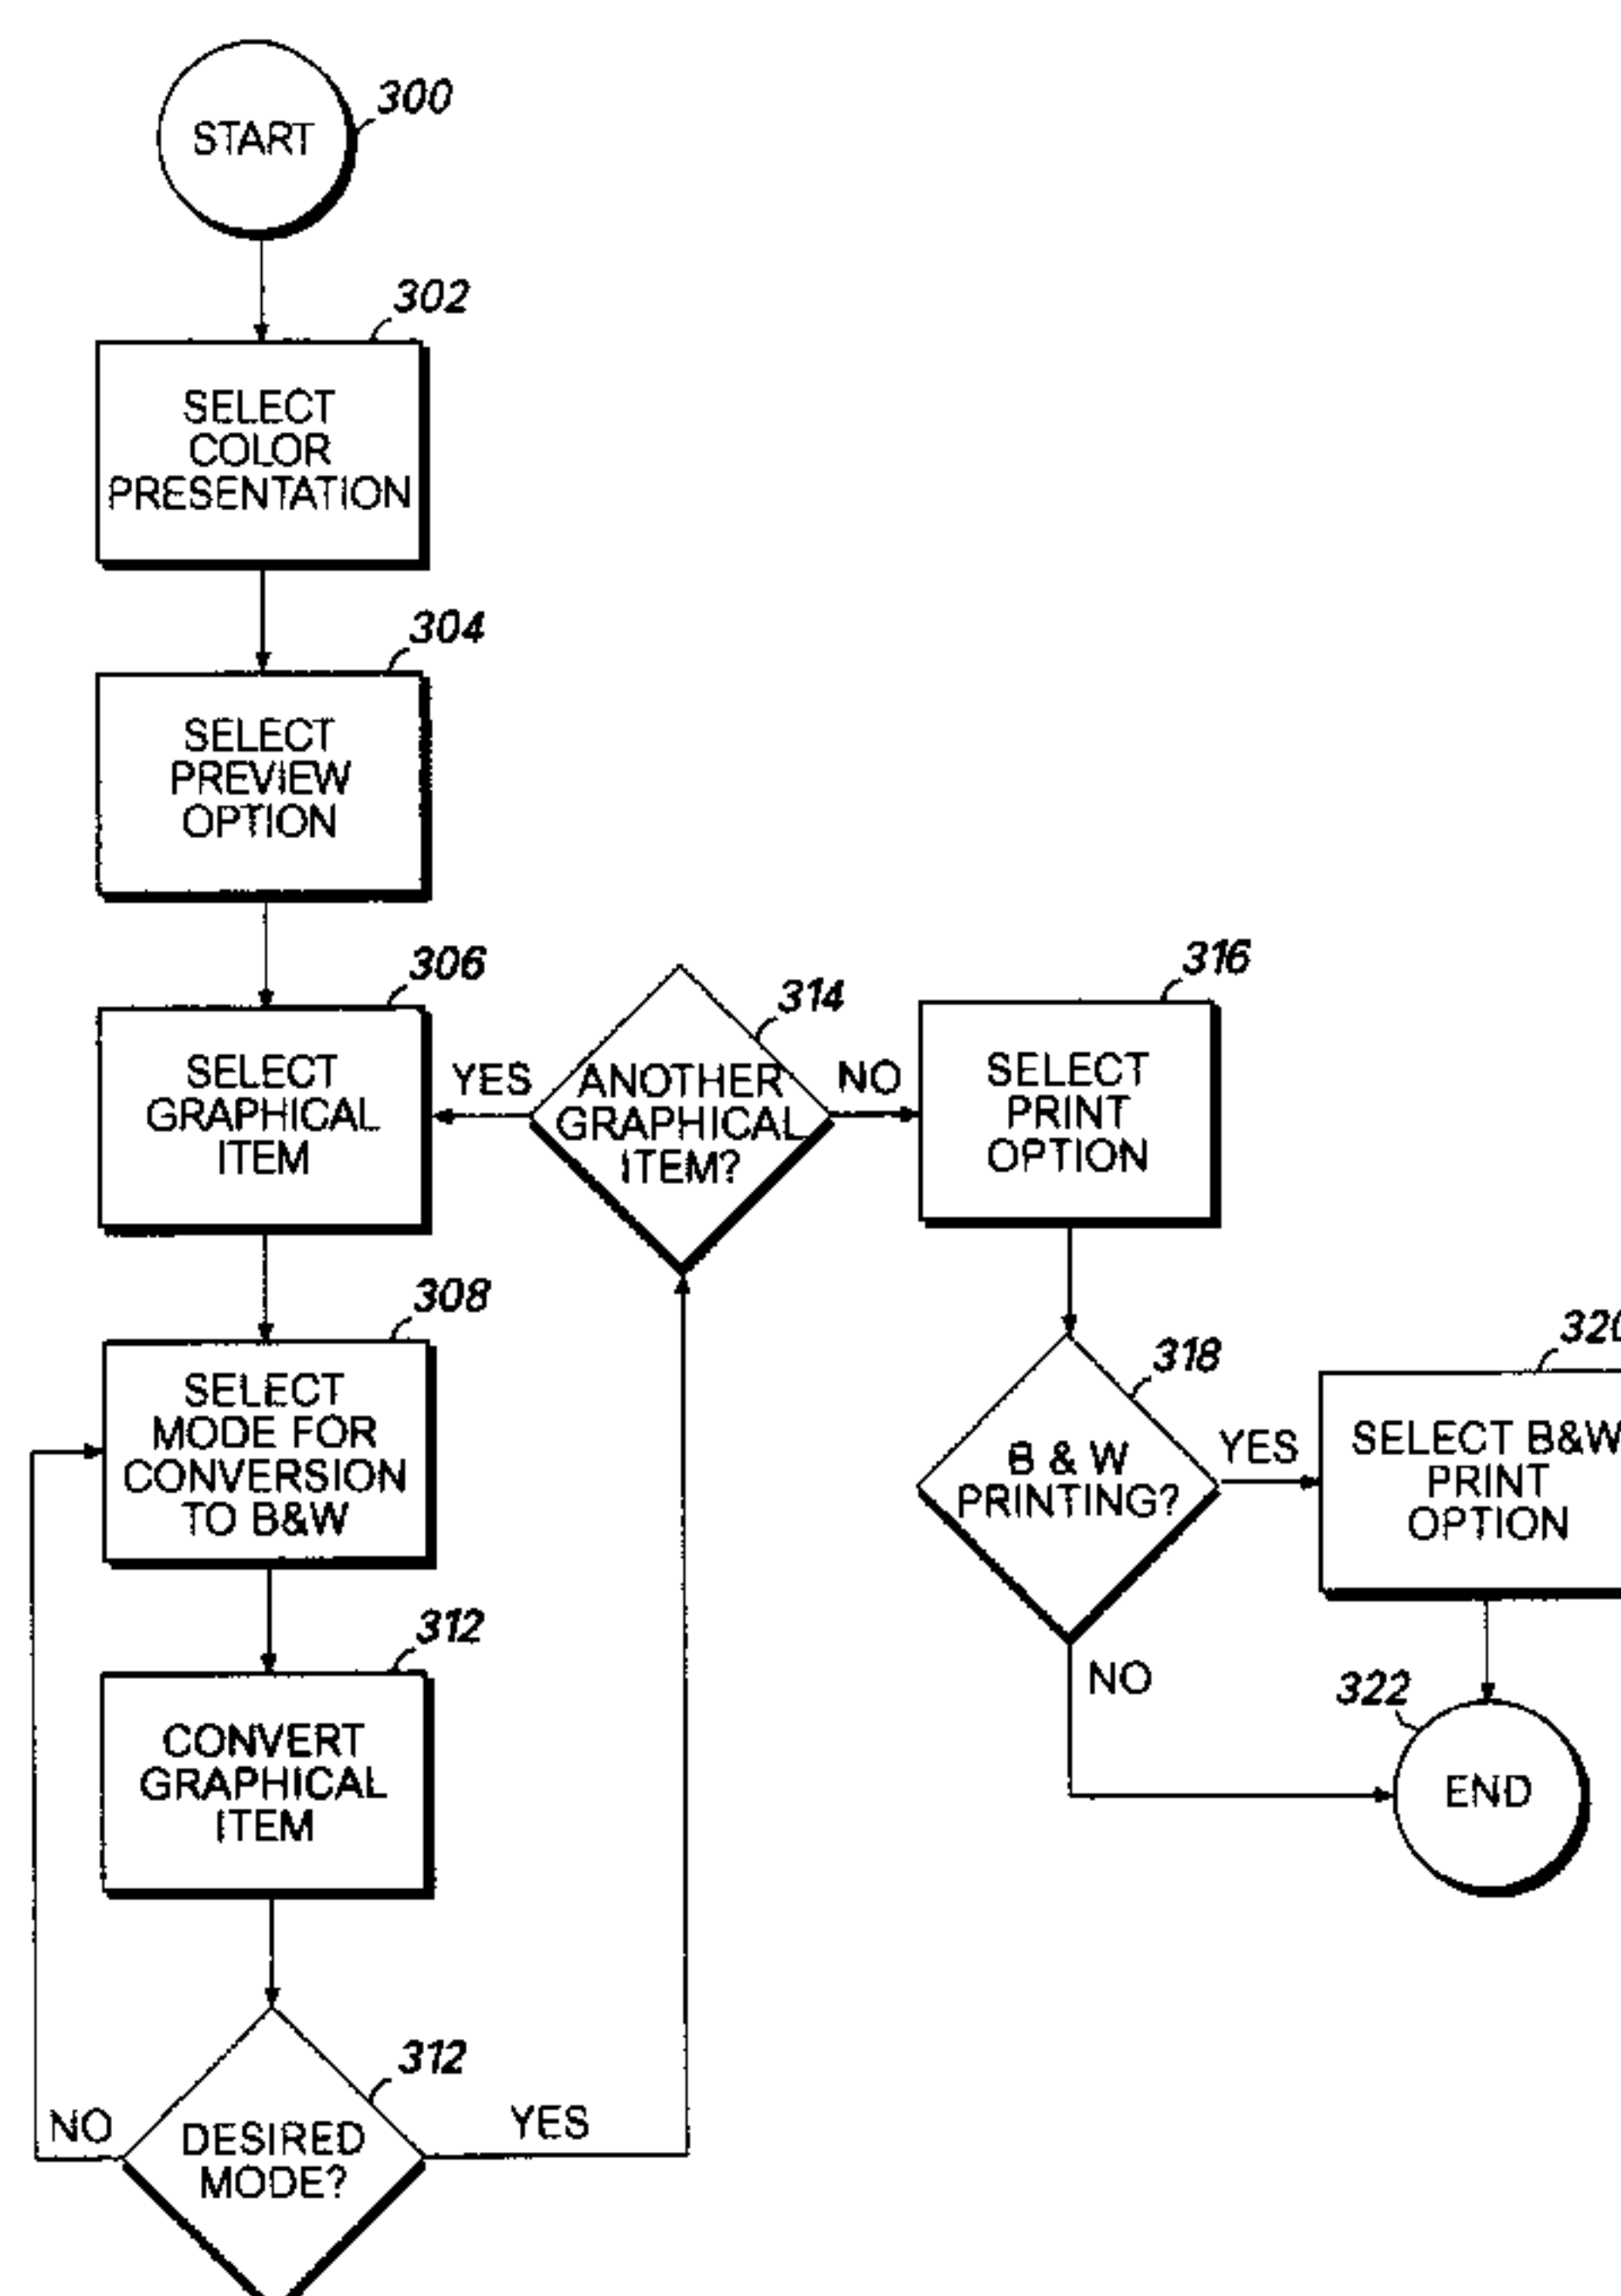 300
START
302
SELECT
COLOR
PRESENTATION
304
SELECT
PREVIEW
OPTION
306
SELECT
GRAPHICAL
ITEM
YES
314
ANOTHER
GRAPHICAL
ITEM?
NO
316
SELECT
PRINT
OPTION
308
SELECT
MODE FOR
CONVERSION
TO B&W
318
B & W
PRINTING?
YES
NO
320
SELECT B&W
PRINT
OPTION
322
END
312
CONVERT
GRAPHICAL
ITEM
312
DESIRED
MODE?
NO
YES